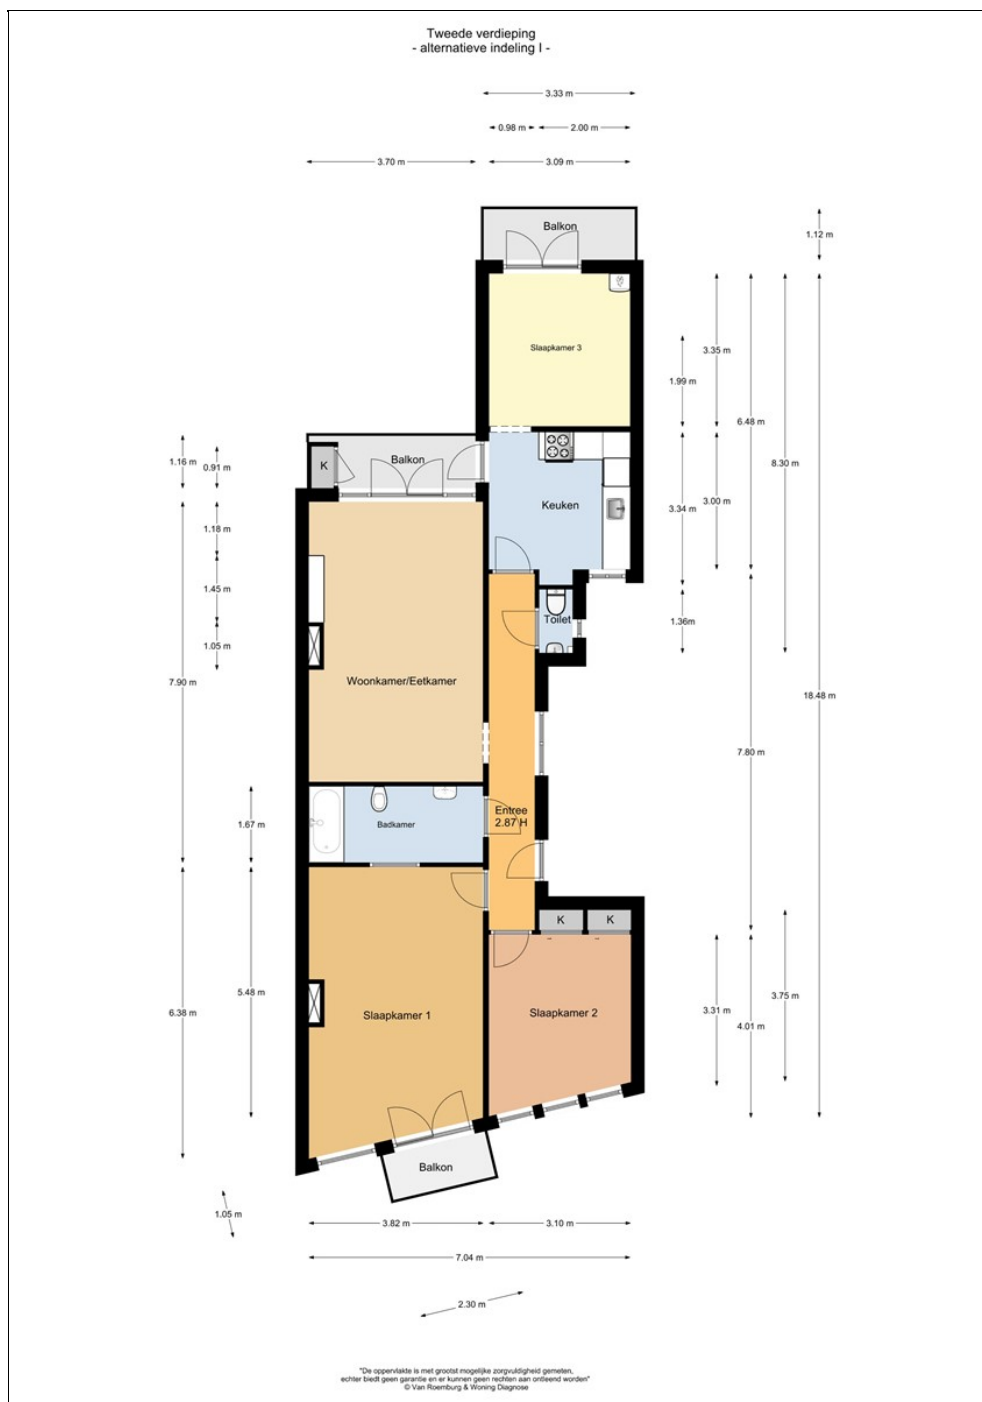 Tweede verdieping
- alternatieve indeling I -
3.33 m
0.98 m
2.00 m
3.70 m
3.09 m
Balkon
1.12 m
Slaapkamer 3
3.35 m
1.99 m
6.48 m
8.30 m
1.16 m
0.91 m
K
Balkon
Keuken
3.34 m
3.00 m
1.18 m
1.45 m
1.05 m
Toilet
1.36m
7.90 m
Woonkamer/Eetkamer
18.48 m
7.80 m
1.67 m
Badkamer
Entree
2.87 H
K
K
5.48 m
6.38 m
Slaapkamer 1
Slaapkamer 2
3.31 m
4.01 m
3.75 m
Balkon
1.05 m
3.82 m
3.10 m
7.04 m
2.30 m
"De oppervlakte is met grootst mogelijke zorgvuldigheid gemeten,
echter biedt geen garantie en er kunnen geen rechten aan ontleend worden"
© Van Roemburg & Woning Diagnose